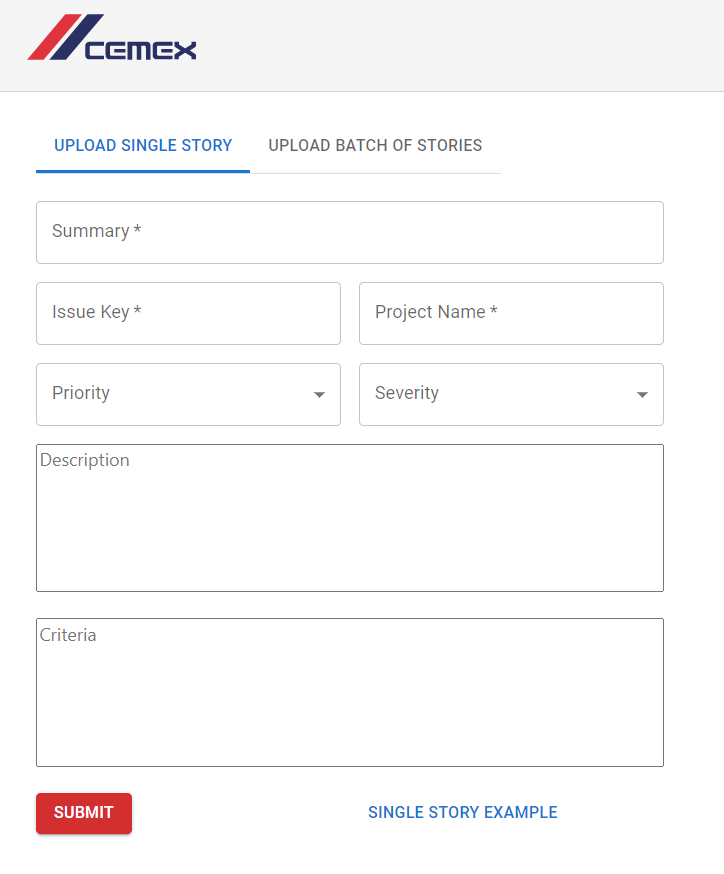 CEMEX
UPLOAD SINGLE STORY UPLOAD BATCH OF STORIES
Summary *
Issue Key * Project Name *
Priority Severity
Description
Criteria
SUBMIT SINGLE STORY EXAMPLE